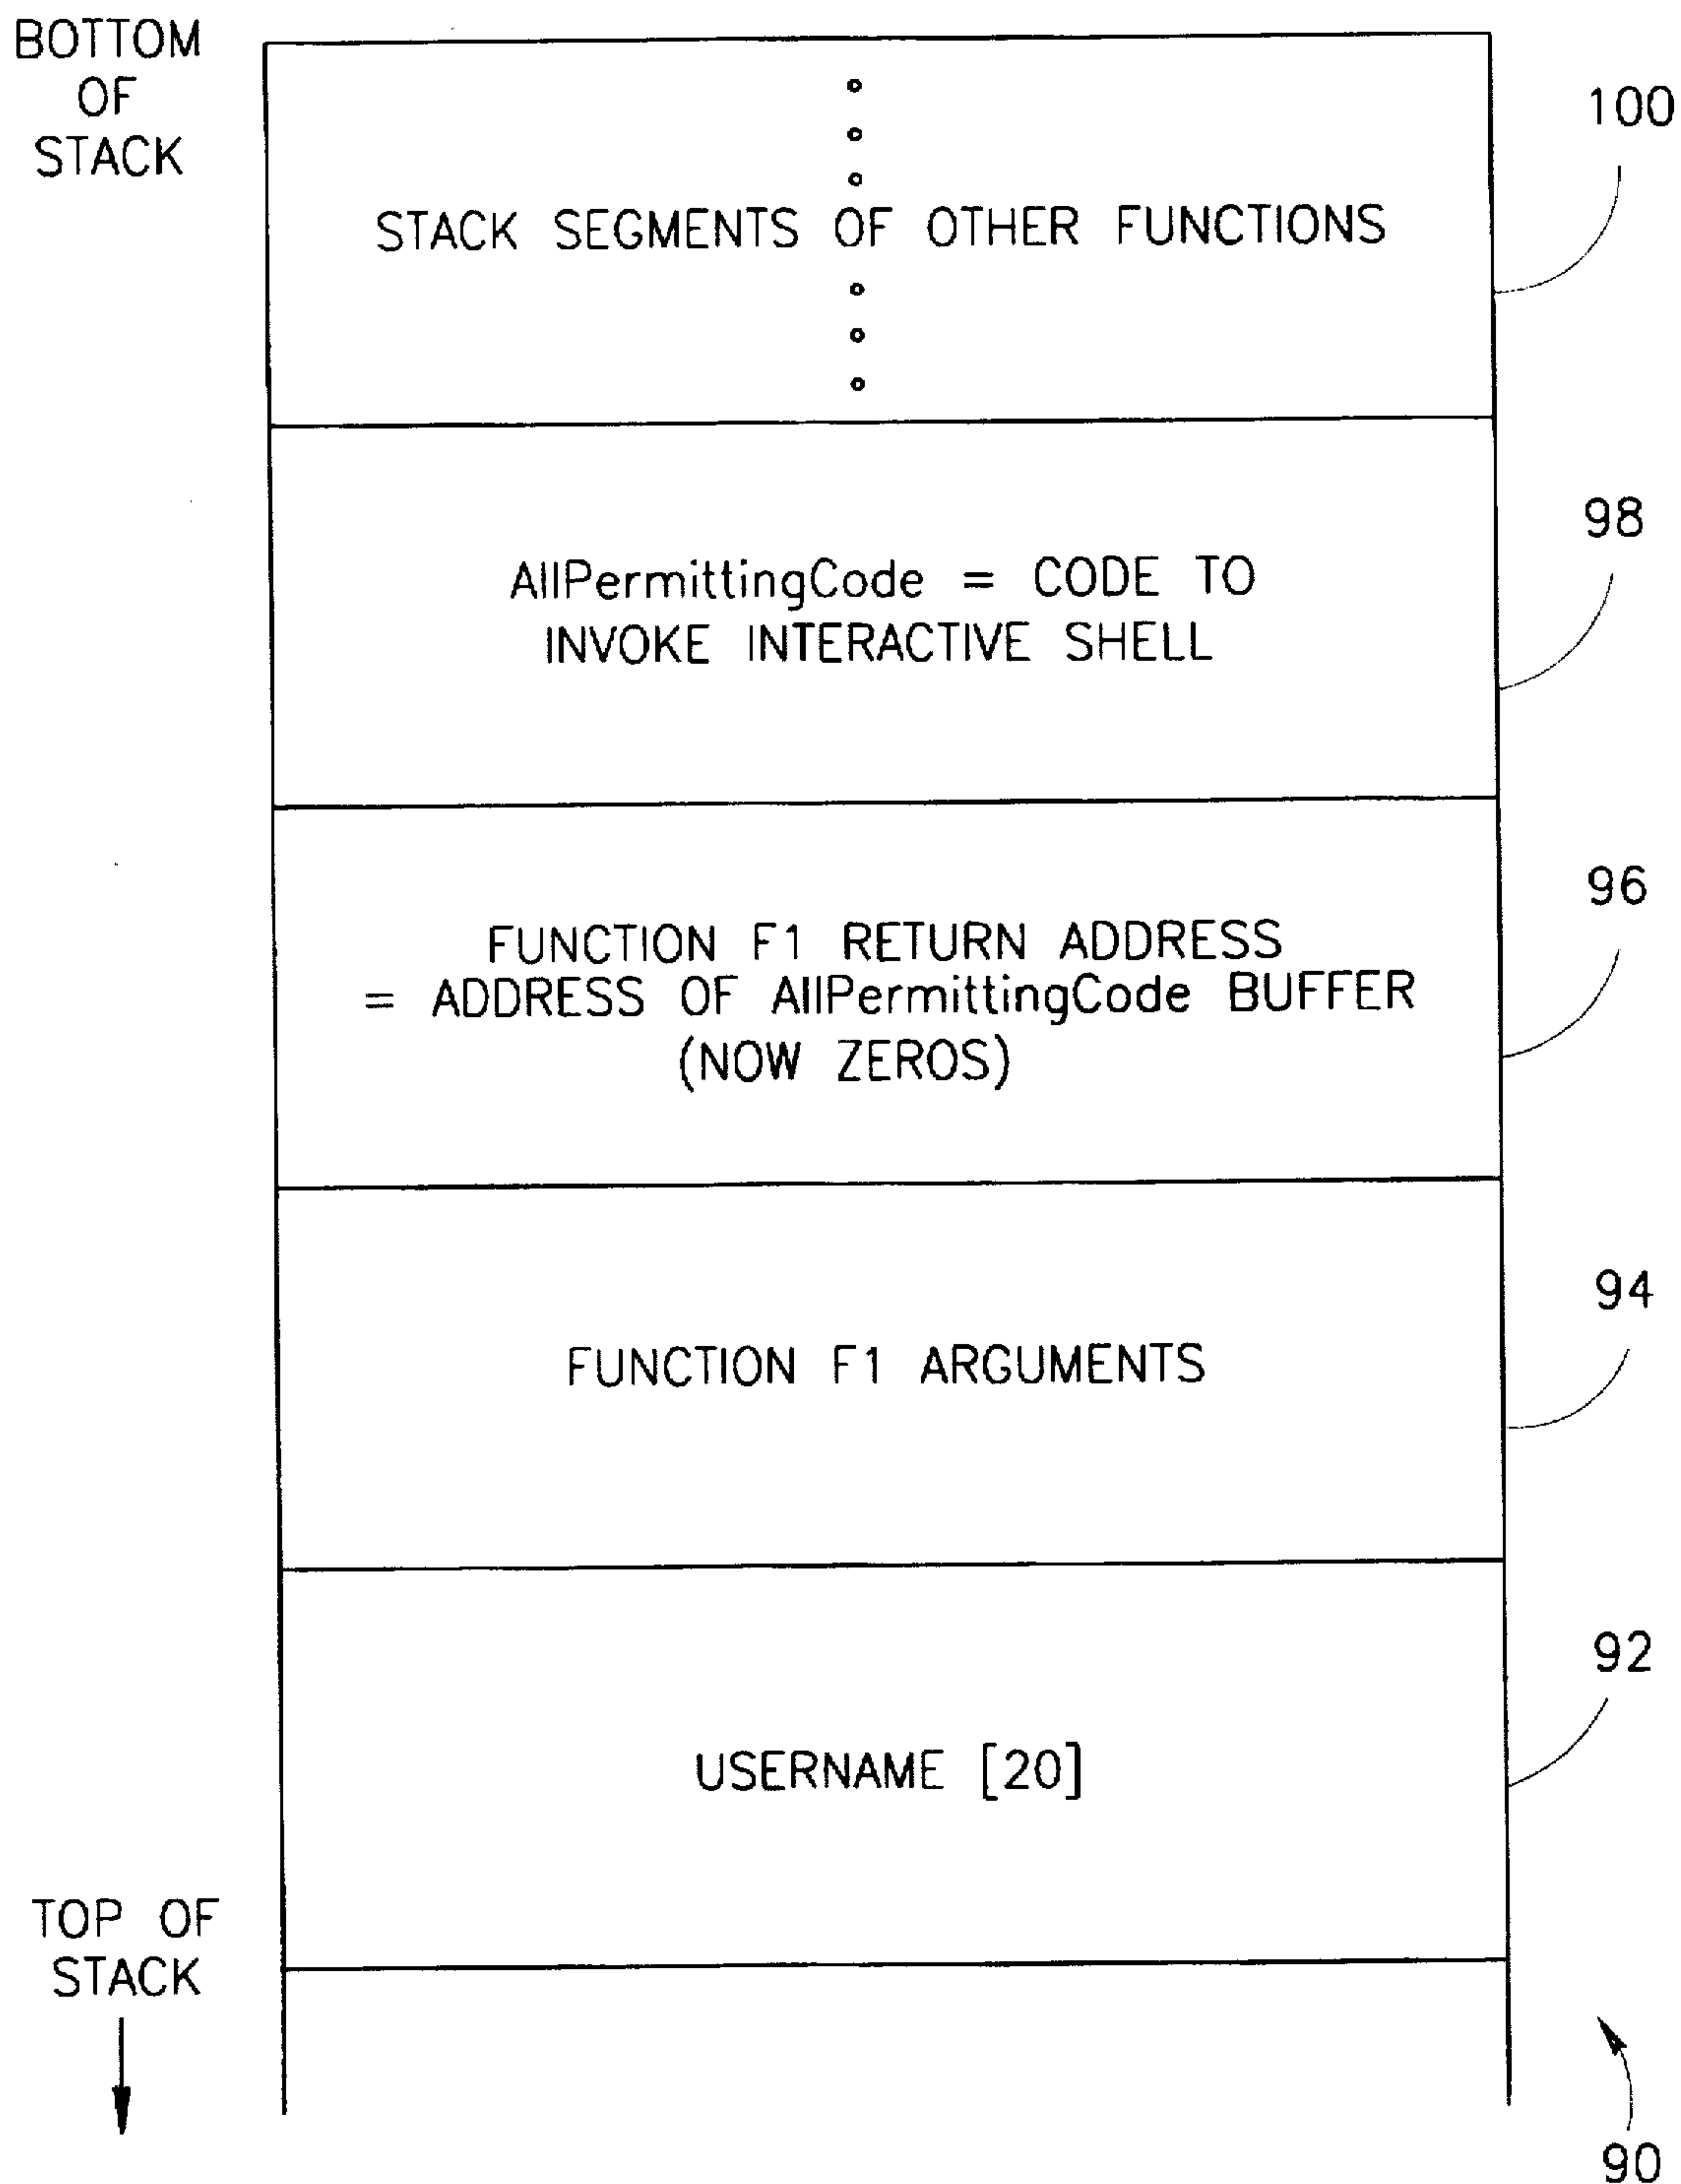 BOTTOM
OF
STACK
100
STACK SEGMENTS OF OTHER FUNCTIONS
98
AllPermittingCode = CODE TO
INVOKE INTERACTIVE SHELL
96
FUNCTION F1 RETURN ADDRESS
= ADDRESS OF AllPermittingCode BUFFER
(NOW ZEROS)
94
FUNCTION F1 ARGUMENTS
92
USERNAME [20]
TOP OF
STACK
90